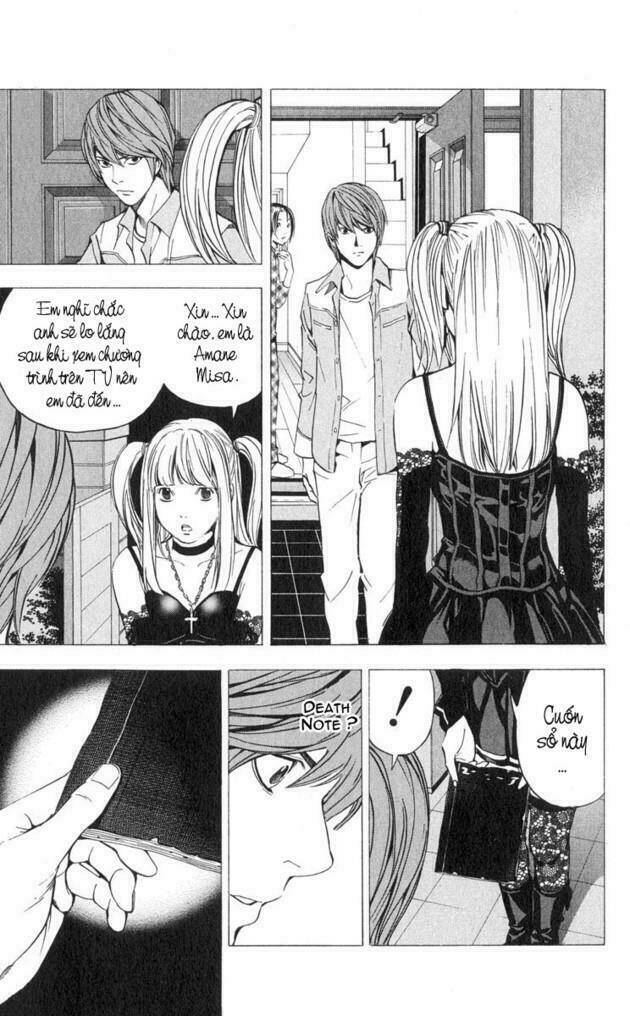 Xin ... Xin
chào. em là
Amane
Misa.
Em nghĩ chắc
anh sẽ lo lắng
sau khi xem chương
trình trên TV nên
em đã đến ...
Cuốn
sổ này
...
!
DEATH
NOTE ?